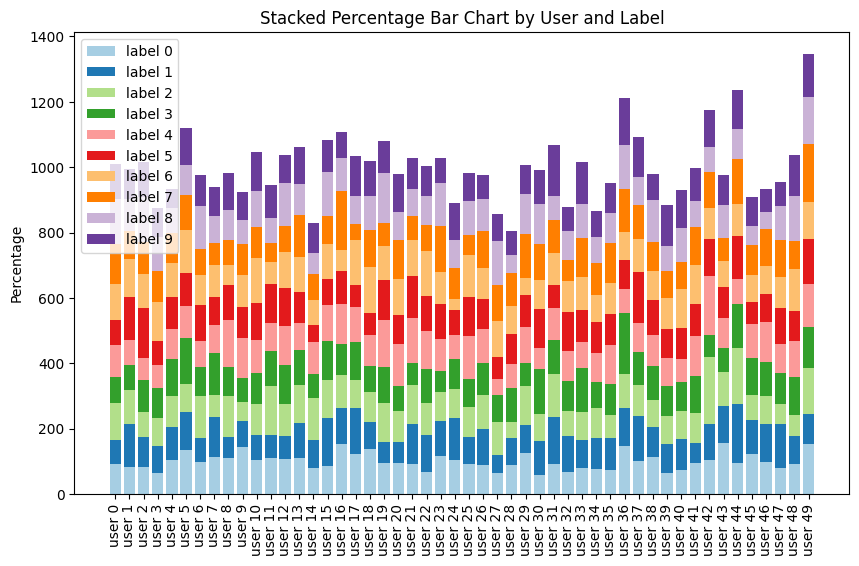 Stacked Percentage Bar Chart by User and Label
Percentage
1400
1200
1000
800
600
400
200
0
label 0
label 1
label 2
label 3
label 4
label 5
label 6
label 7
label 8
label 9
user 0
user 1
user 2
user 3
user 4
user 5
user 6
user 7
user 8
user 9
user 10
user 11
user 12
user 13
user 14
user 15
user 16
user 17
user 18
user 19
user 20
user 21
user 22
user 23
user 24
user 25
user 26
user 27
user 28
user 29
user 30
user 31
user 32
user 33
user 34
user 35
user 36
user 37
user 38
user 39
user 40
user 41
user 42
user 43
user 44
user 45
user 46
user 47
user 48
user 49